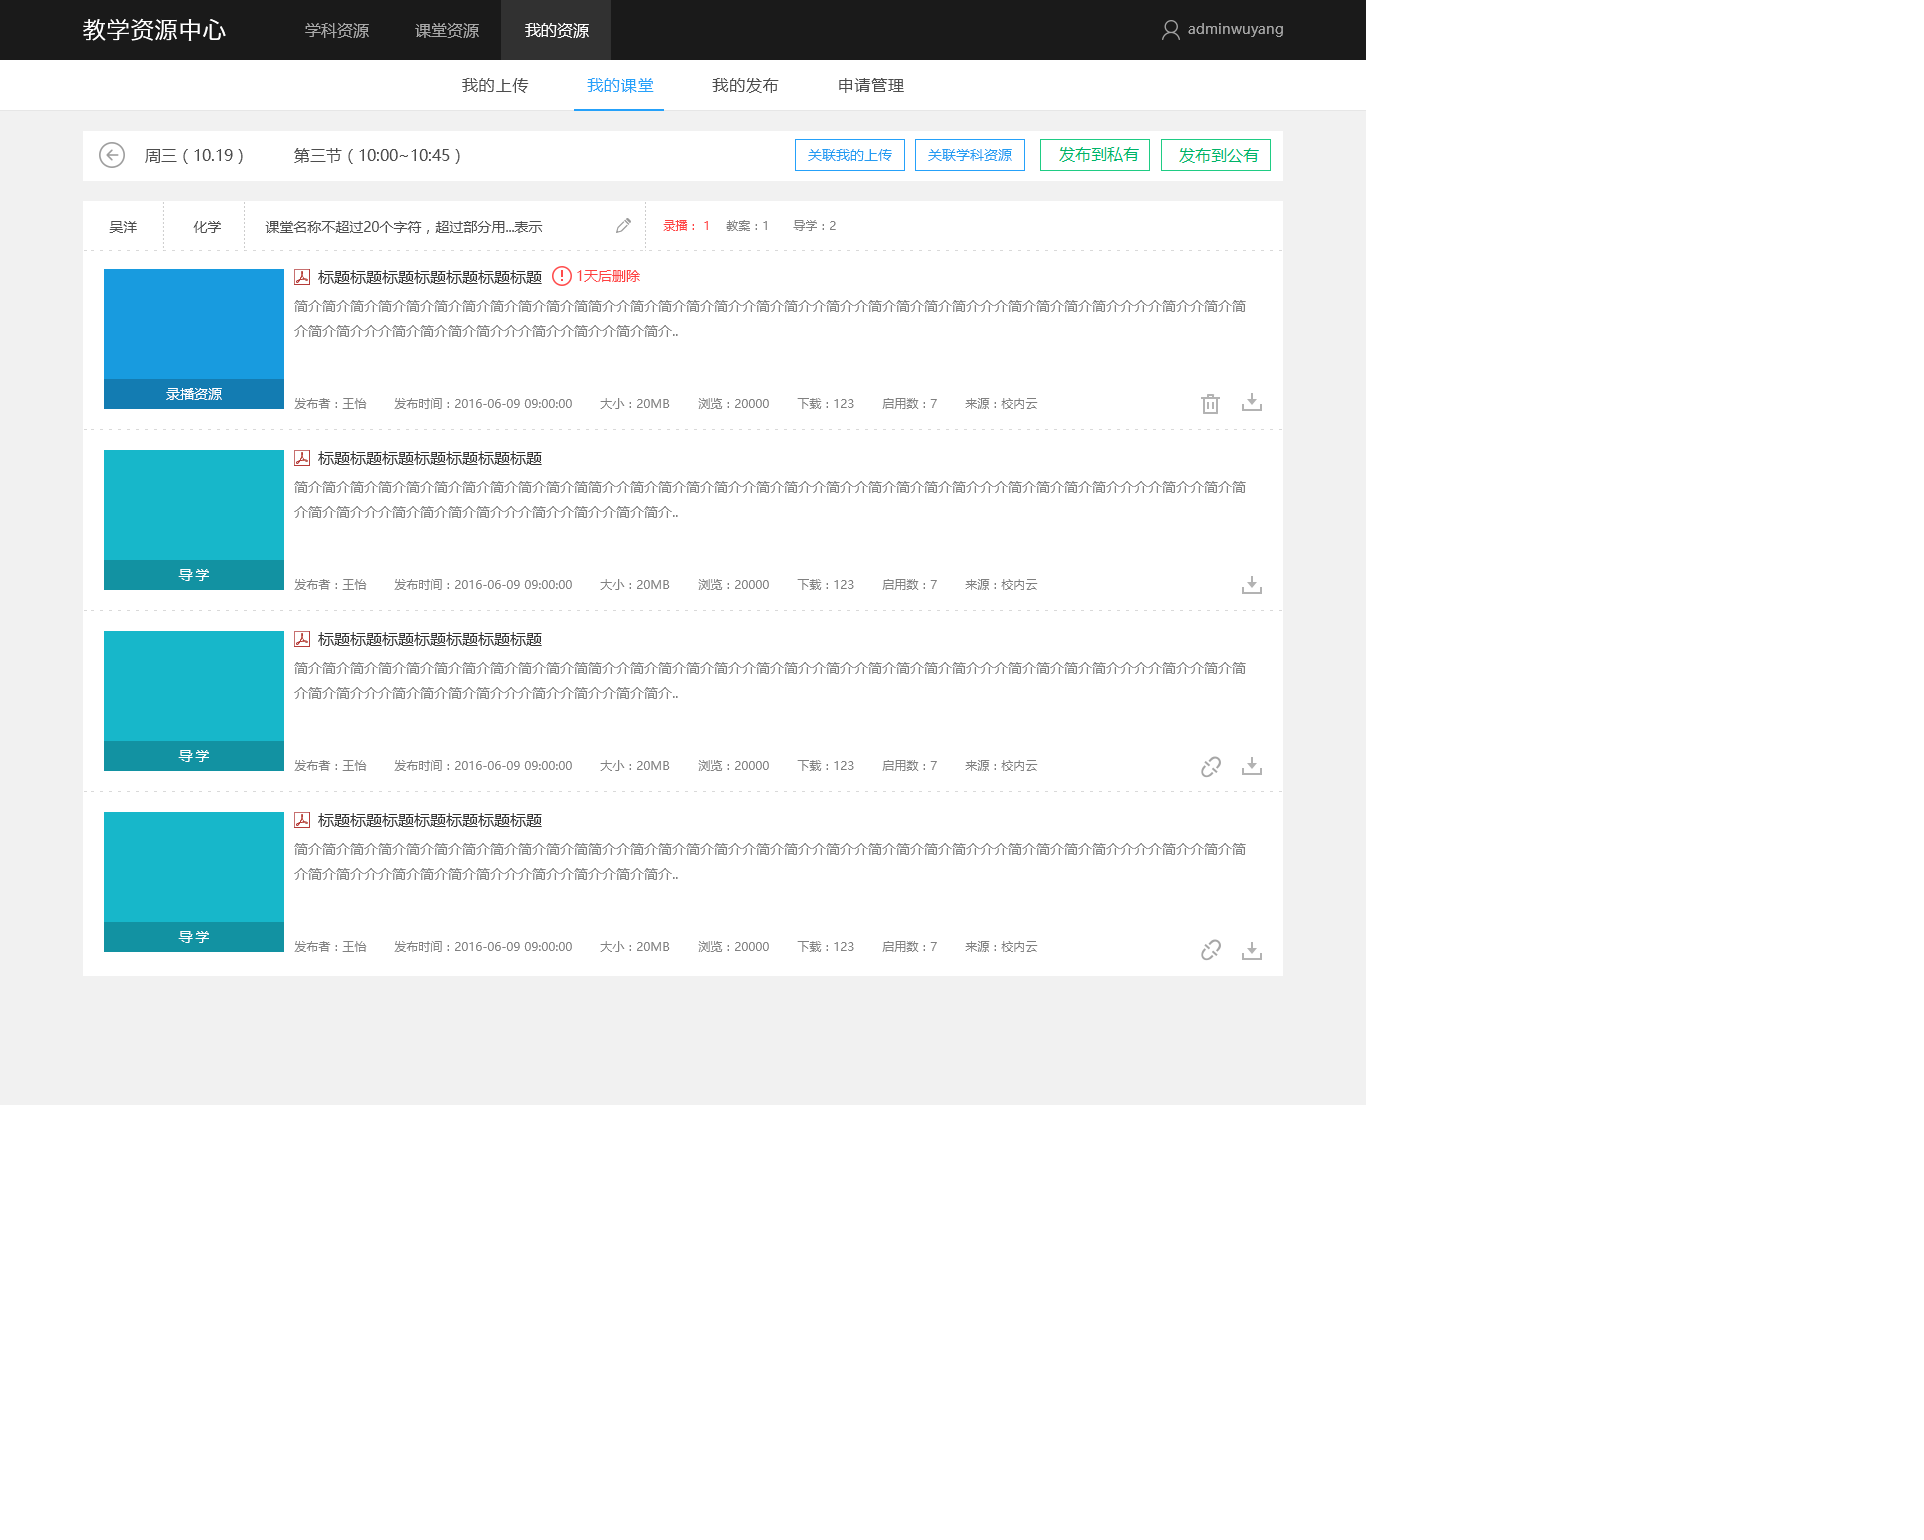 教学资源中心 学科资源 课堂资源 我的资源 adminwuyang
我的上传 我的课堂 我的发布 申请管理
周三（10.19） 第三节（10:00~10:45） 关联我的上传 关联学科资源 发布到私有 发布到公有
吴洋 化学 课堂名称不超过20个字符，超过部分用...表示 录播： 1 教案：1 导学：2
标题标题标题标题标题标题标题 1天后删除
简介简介简介简介简介简介简介简介简介简介简简介介简介简介简介简介介简介简介介简介介简介简介简介简介介介简介简介简介简介介介介简介介简介简
介简介简介介介简介简介简介简介介介简介介简介介简介简介..
录播资源
发布者：王怡 发布时间：2016-06-09 09:00:00 大小：20MB 浏览：20000 下载：123 启用数：7 来源：校内云
标题标题标题标题标题标题标题
简介简介简介简介简介简介简介简介简介简介简简介介简介简介简介简介介简介简介介简介介简介简介简介简介介介简介简介简介简介介介介简介介简介简
介简介简介介介简介简介简介简介介介简介介简介介简介简介..
导学
发布者：王怡 发布时间：2016-06-09 09:00:00 大小：20MB 浏览：20000 下载：123 启用数：7 来源：校内云
标题标题标题标题标题标题标题
简介简介简介简介简介简介简介简介简介简介简简介介简介简介简介简介介简介简介介简介介简介简介简介简介介介简介简介简介简介介介介简介介简介简
介简介简介介介简介简介简介简介介介简介介简介介简介简介..
导学
发布者：王怡 发布时间：2016-06-09 09:00:00 大小：20MB 浏览：20000 下载：123 启用数：7 来源：校内云
标题标题标题标题标题标题标题
简介简介简介简介简介简介简介简介简介简介简简介介简介简介简介简介介简介简介介简介介简介简介简介简介介介简介简介简介简介介介介简介介简介简
介简介简介介介简介简介简介简介介介简介介简介介简介简介..
导学
发布者：王怡 发布时间：2016-06-09 09:00:00 大小：20MB 浏览：20000 下载：123 启用数：7 来源：校内云